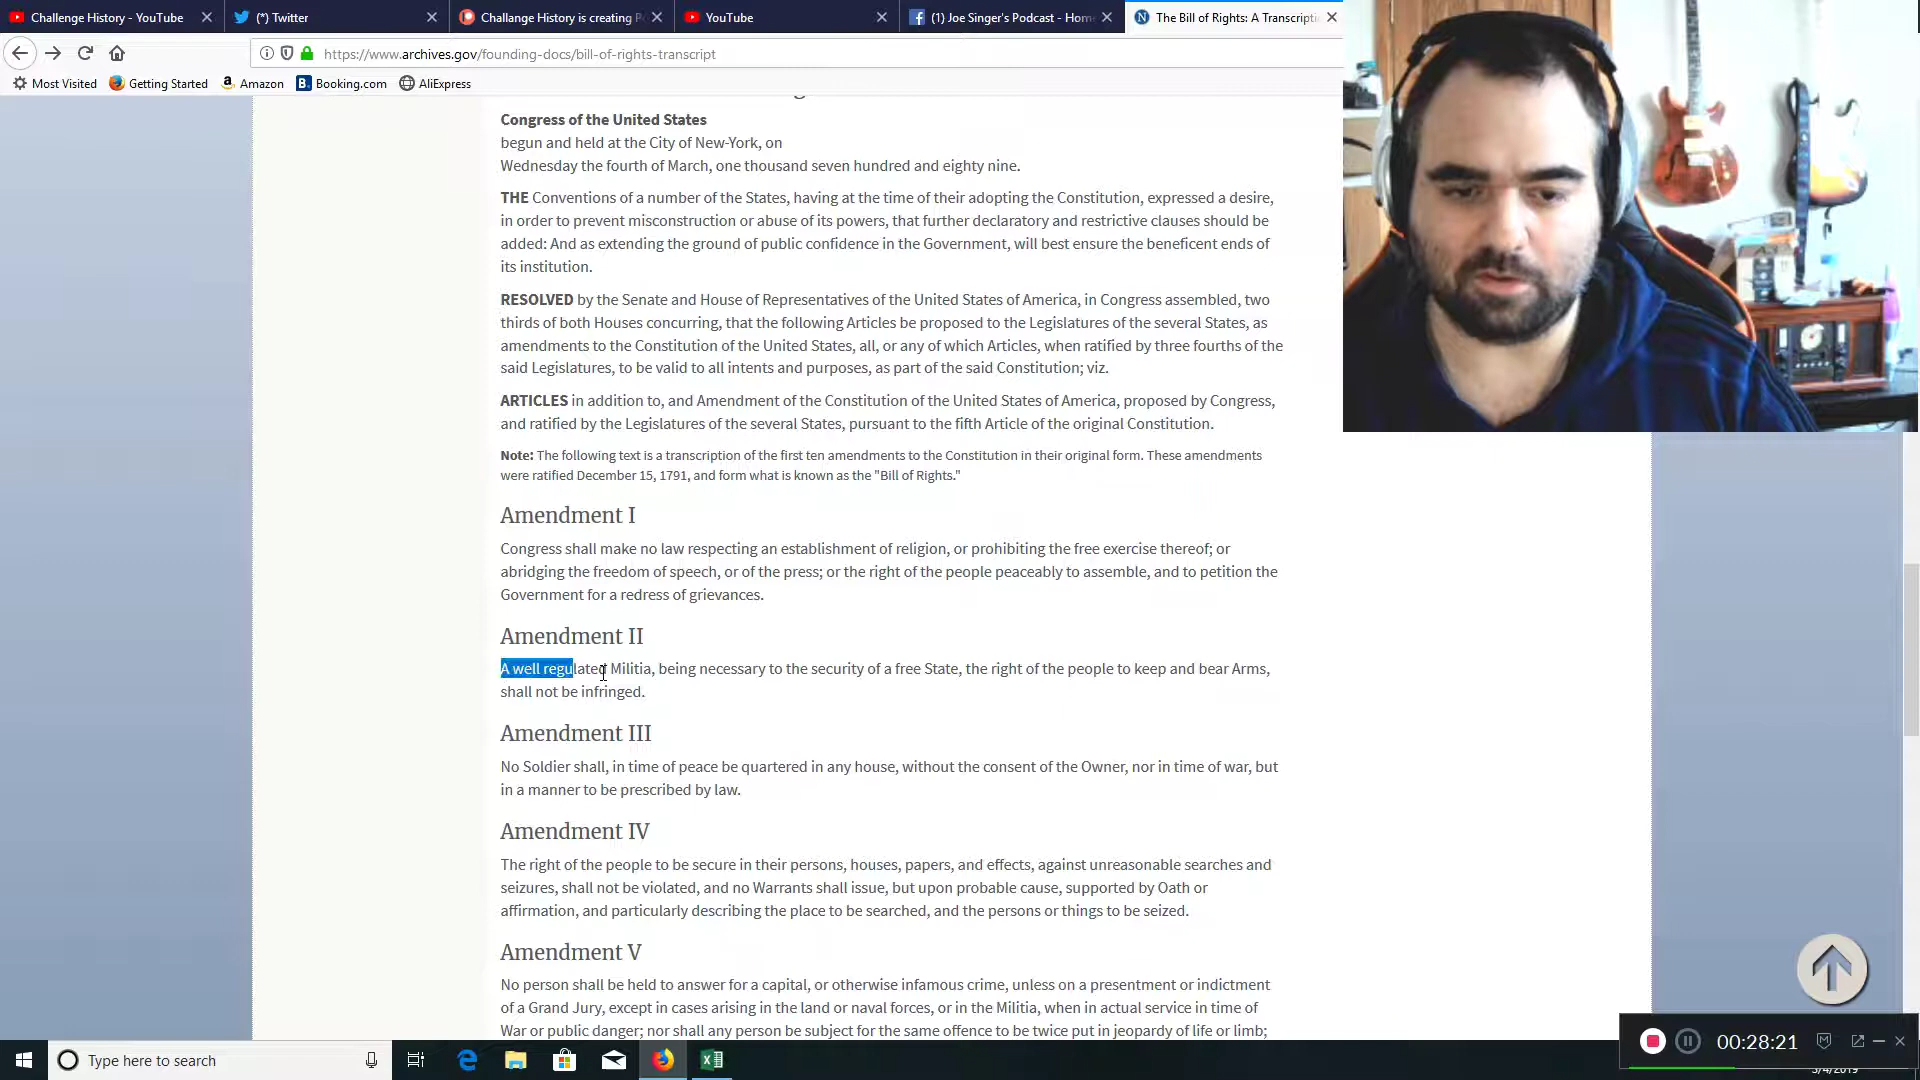 Challenge History - YouTube
(*) Twitter
Challange History is creating P
YouTube
(1) Joe Singer's Podcast - Hom
The Bill of Rights: A Transcripti
https://www.archives.gov/founding-docs/bill-of-rights-transcript
Most Visited
Getting Started
Amazon
Booking.com
AliExpress
Congress of the United States
begun and held at the City of New-York, on
Wednesday the fourth of March, one thousand seven hundred and eighty nine.
THE Conventions of a number of the States, having at the time of their adopting the Constitution, expressed a desire,
in order to prevent misconstruction or abuse of its powers, that further declaratory and restrictive clauses should be
added: And as extending the ground of public confidence in the Government, will best ensure the beneficent ends of
its institution.
RESOLVED by the Senate and House of Representatives of the United States of America, in Congress assembled, two
thirds of both Houses concurring, that the following Articles be proposed to the Legislatures of the several States, as
amendments to the Constitution of the United States, all, or any of which Articles, when ratified by three fourths of the
said Legislatures, to be valid to all intents and purposes, as part of the said Constitution; viz.
ARTICLES in addition to, and Amendment of the Constitution of the United States of America, proposed by Congress,
and ratified by the Legislatures of the several States, pursuant to the fifth Article of the original Constitution.
Note: The following text is a transcription of the first ten amendments to the Constitution in their original form. These amendments
were ratified December 15, 1791, and form what is known as the "Bill of Rights."
Amendment I
Congress shall make no law respecting an establishment of religion, or prohibiting the free exercise thereof; or
abridging the freedom of speech, or of the press; or the right of the people peaceably to assemble, and to petition the
Government for a redress of grievances.
Amendment II
A well regulated Militia, being necessary to the security of a free State, the right of the people to keep and bear Arms,
shall not be infringed.
Amendment III
No Soldier shall, in time of peace be quartered in any house, without the consent of the Owner, nor in time of war, but
in a manner to be prescribed by law.
Amendment IV
The right of the people to be secure in their persons, houses, papers, and effects, against unreasonable searches and
seizures, shall not be violated, and no Warrants shall issue, but upon probable cause, supported by Oath or
affirmation, and particularly describing the place to be searched, and the persons or things to be seized.
Amendment V
No person shall be held to answer for a capital, or otherwise infamous crime, unless on a presentment or indictment
of a Grand Jury, except in cases arising in the land or naval forces, or in the Militia, when in actual service in time of
War or public danger; nor shall any person be subject for the same offence to be twice put in jeopardy of life or limb;
00:28:21
Type here to search
3/4/2019